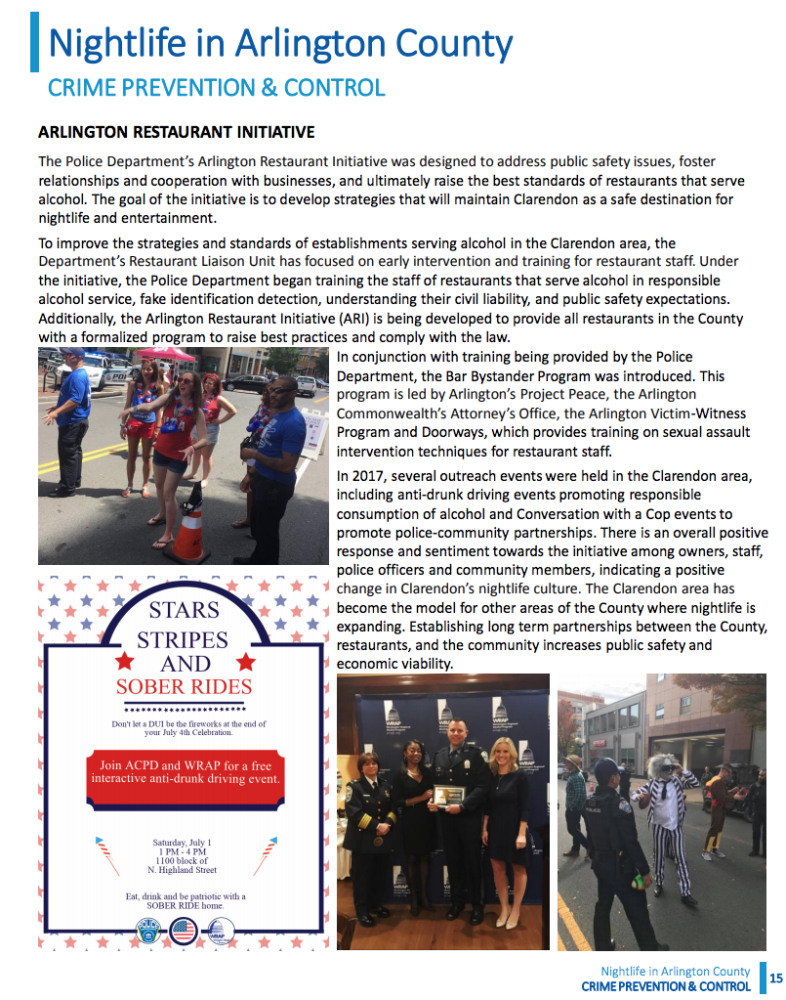 Nightlife in Arlington County
CRIME PREVENTION & CONTROL
ARLINGTON RESTAURANT INITIATIVE
The Police Department’s Arlington Restaurant Initiative was designed to address public safety issues, foster
relationships and cooperation with businesses, and ultimately raise the best standards of restaurants that serve
alcohol. The goal of the initiative is to develop strategies that will maintain Clarendon as a safe destination for
nightlife and entertainment.
To improve the strategies and standards of establishments serving alcohol in the Clarendon area, the
Department’s Restaurant Liaison Unit has focused on early intervention and training for restaurant staff. Under
the initiative, the Police Department began training the staff of restaurants that serve alcohol in responsible
alcohol service, fake identification detection, understanding their civil liability, and public safety expectations.
Additionally, the Arlington Restaurant Initiative (ARI) is being developed to provide all restaurants in the County
with a formalized program to raise best practices and comply with the law.
In conjunction with training being provided by the Police
Department, the Bar Bystander Program was introduced. This
program is led by Arlington’s Project Peace, the Arlington
Commonwealth’s Attorney’s Office, the Arlington Victim-Witness
Program and Doorways, which provides training on sexual assault
intervention techniques for restaurant staff.
In 2017, several outreach events were held in the Clarendon area,
including anti-drunk driving events promoting responsible
consumption of alcohol and Conversation with a Cop events to
promote police-community partnerships. There is an overall positive
response and sentiment towards the initiative among owners, staff,
police officers and community members, indicating a positive
change in Clarendon’s nightlife culture. The Clarendon area has
become the model for other areas of the County where nightlife is
expanding. Establishing long term partnerships between the County,
restaurants, and the community increases public safety and
economic viability.
STARS
STRIPES
AND
SOBER RIDES
Don't let a DUI be the fireworks at the end of
your July 4th Celebration.
Join ACPD and WRAP for a free
interactive anti-drunk driving event.
Saturday, July 1
1 PM - 4 PM
1100 block of
N. Highland Street
Eat, drink and be patriotic with a
SOBER RIDE home.
POLICE
WRAP
WRAP
WRAP
WRAP
POLICE
Nightlife in Arlington County
CRIME PREVENTION & CONTROL
15